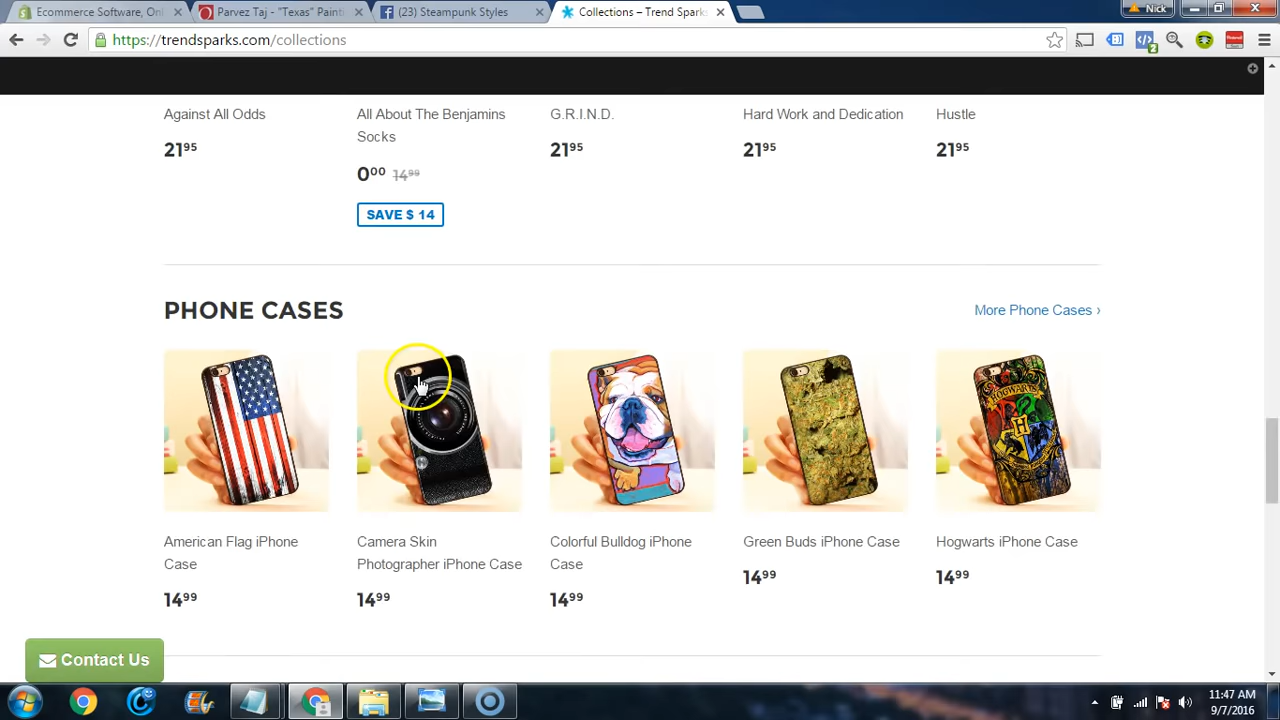 Ecommerce Software, Onl
Parvez Taj - "Texas" Painti
(23) Steampunk Styles
Collections – Trend Spark
Nick
https://trendsparks.com/collections
2
Against All Odds
All About The Benjamins
Socks
G.R.I.N.D.
Hard Work and Dedication
Hustle
21 95
0 00 14 99
21 95
21 95
21 95
SAVE $ 14
PHONE CASES
More Phone Cases ›
HOGWARTS
H
American Flag iPhone
Case
Camera Skin
Photographer iPhone Case
Colorful Bulldog iPhone
Case
Green Buds iPhone Case
Hogwarts iPhone Case
14 99
14 99
14 99
14 99
14 99
Contact Us
11:47 AM
9/7/2016